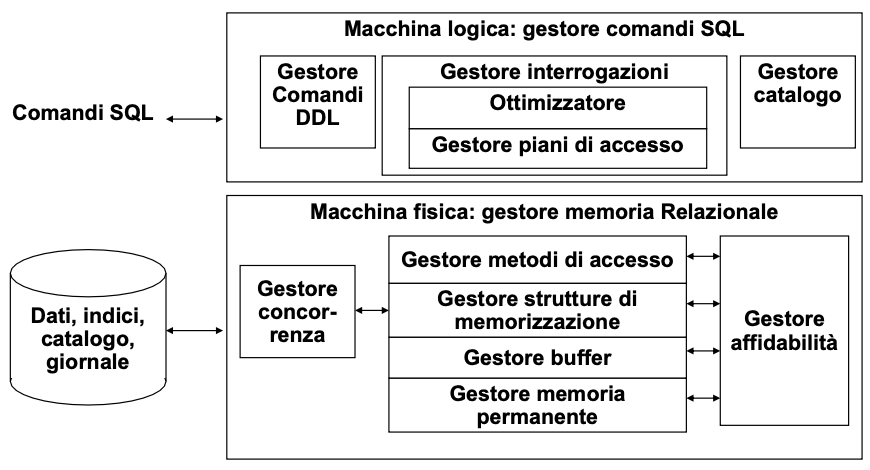 Macchina logica: gestore comandi SQL
Comandi SQL
Gestore
Comandi
DDL
Gestore interrogazioni
Ottimizzatore
Gestore piani di accesso
Gestore
catalogo
Macchina fisica: gestore memoria Relazionale
Dati, indici,
catalogo,
giornale
Gestore
concor-
renza
Gestore metodi di accesso
Gestore strutture di
memorizzazione
Gestore buffer
Gestore memoria
permanente
Gestore
affidabilità